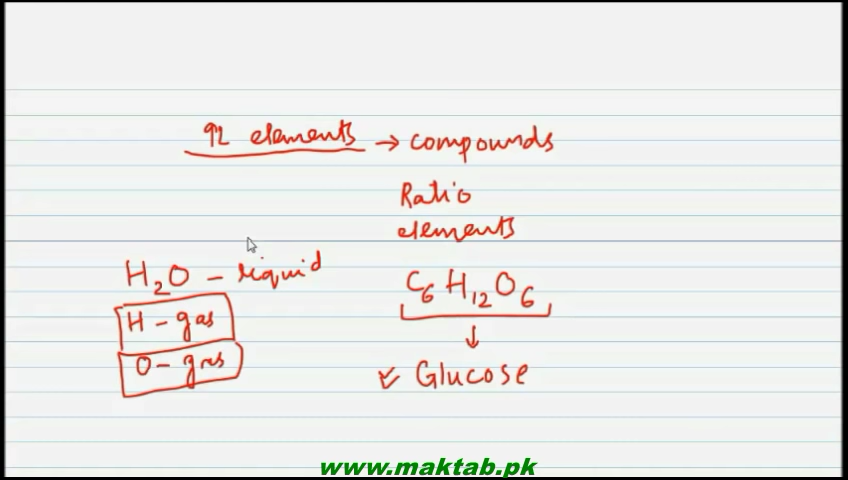 92 elements → compounds
Ratio
elements
H₂O - liquid
H - gas
O - gas
C₆H₁₂O₆
↓
Glucose
www.maktab.pk